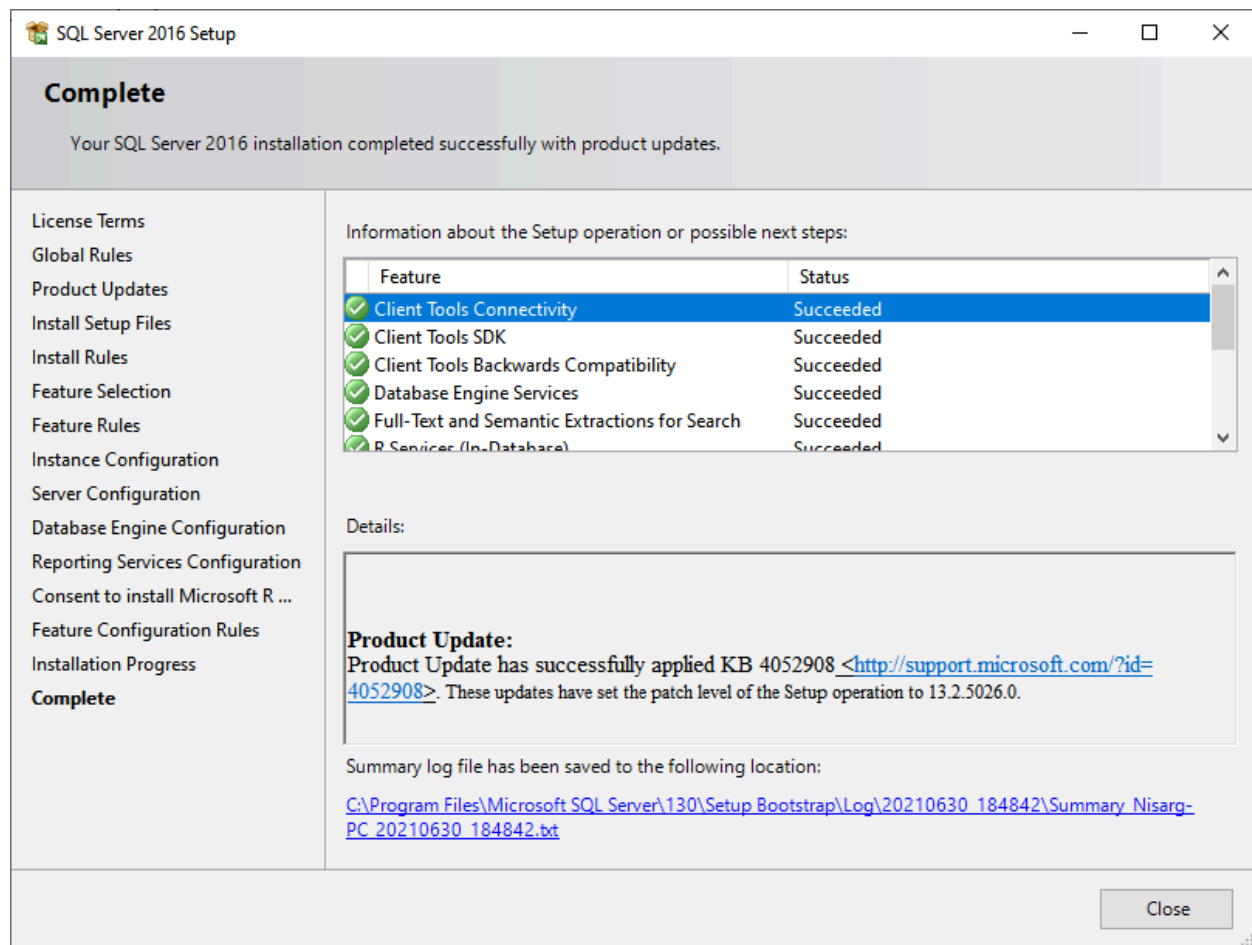 SQL Server 2016 Setup
Complete
Your SQL Server 2016 installation completed successfully with product updates.
License Terms
Global Rules
Product Updates
Install Setup Files
Install Rules
Feature Selection
Feature Rules
Instance Configuration
Server Configuration
Database Engine Configuration
Reporting Services Configuration
Consent to install Microsoft R ...
Feature Configuration Rules
Installation Progress
Complete
Information about the Setup operation or possible next steps:
Feature Status
Client Tools Connectivity Succeeded
Client Tools SDK Succeeded
Client Tools Backwards Compatibility Succeeded
Database Engine Services Succeeded
Full-Text and Semantic Extractions for Search Succeeded
R Services (In-Database) Succeeded
Details:
Product Update:
Product Update has successfully applied KB 4052908 <http://support.microsoft.com/?id=
4052908>. These updates have set the patch level of the Setup operation to 13.2.5026.0.
Summary log file has been saved to the following location:
C:\Program Files\Microsoft SQL Server\130\Setup Bootstrap\Log\20210630_184842\Summary_Nisarg-
PC_20210630_184842.txt
Close